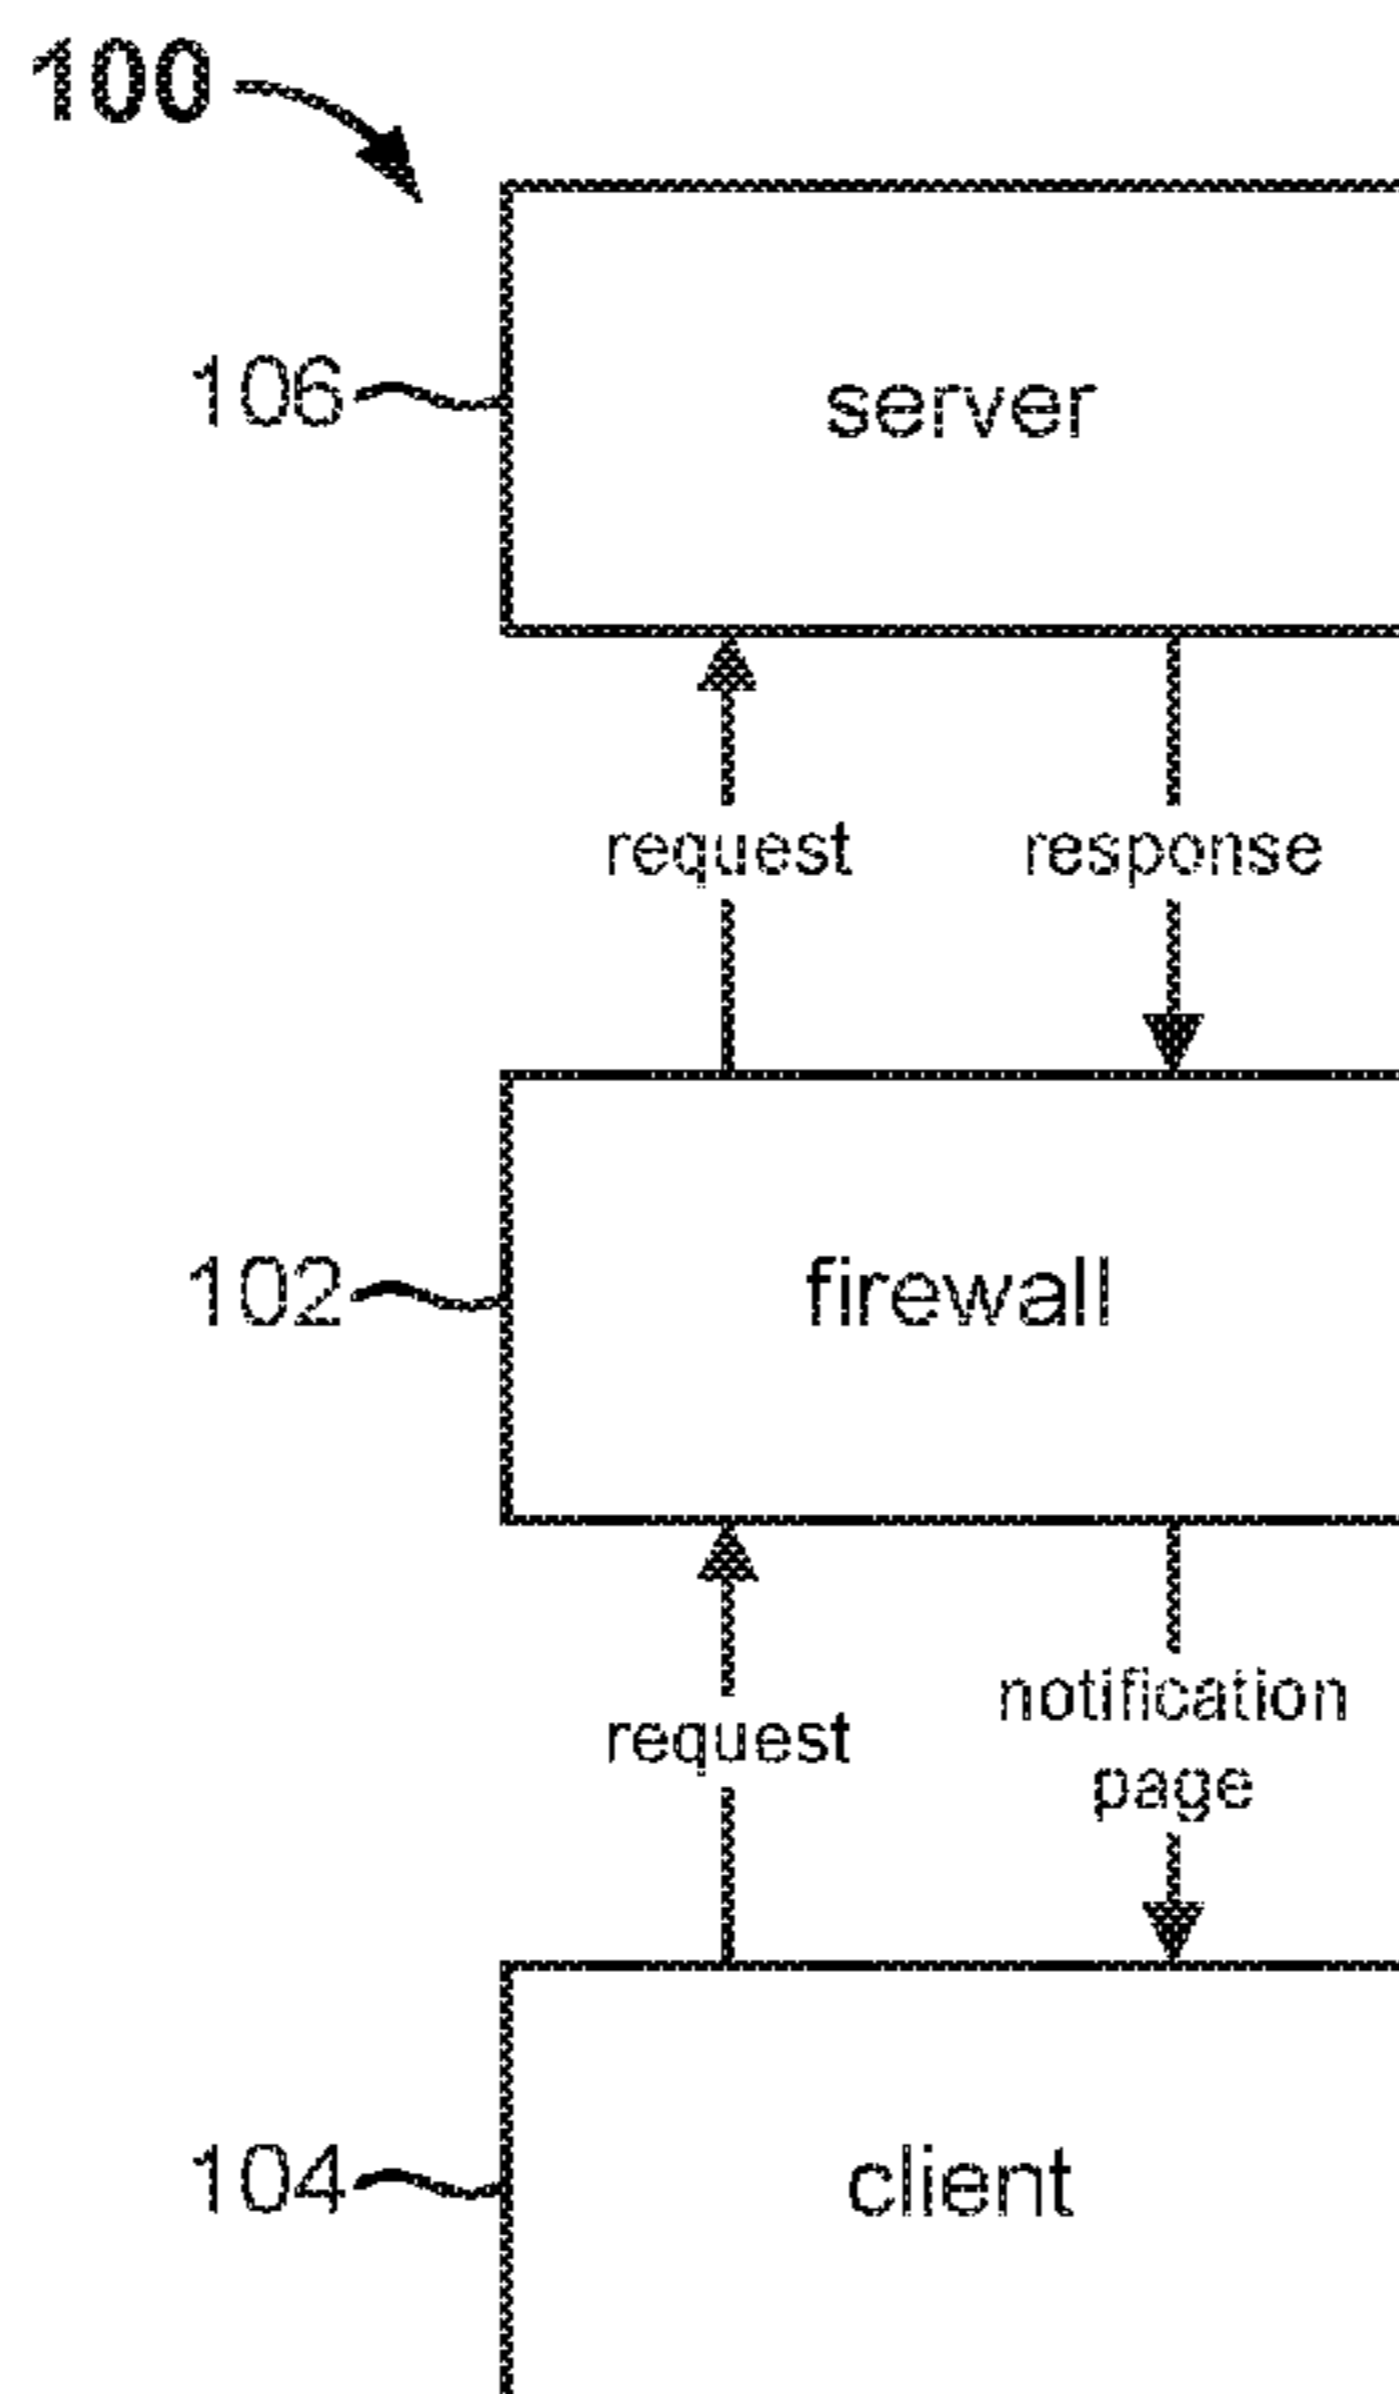 100
106
server
request
response
102
firewall
request
notification
page
104
client